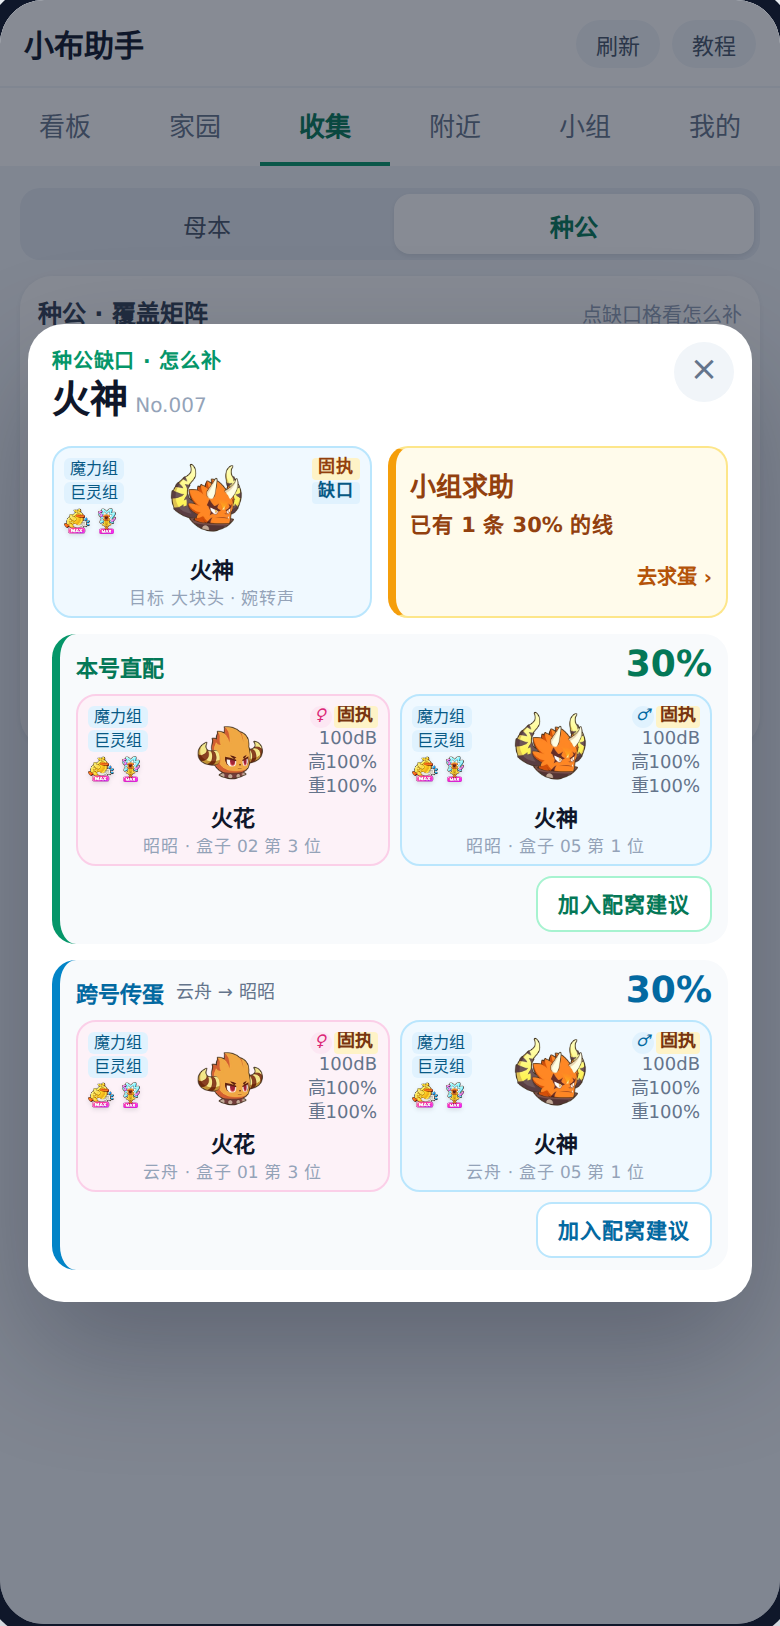 小布助手
刷新
教程
看板
家园
收集
附近
小组
我的
母本
种公
种公 · 覆盖矩阵
点缺口格看怎么补
种公缺口 · 怎么补
火神 No.007
×
魔力组
巨灵组
MAX MAX
固执
缺口
火神
目标 大块头 · 婉转声
小组求助
已有 1 条 30% 的线
去求蛋 ›
本号直配
30%
魔力组
巨灵组
MAX MAX
♀ 固执
100dB
高100%
重100%
火花
昭昭 · 盒子 02 第 3 位
魔力组
巨灵组
MAX MAX
♂ 固执
100dB
高100%
重100%
火神
昭昭 · 盒子 05 第 1 位
加入配窝建议
跨号传蛋 云舟 → 昭昭
30%
魔力组
巨灵组
MAX MAX
♀ 固执
100dB
高100%
重100%
火花
云舟 · 盒子 01 第 3 位
魔力组
巨灵组
MAX MAX
♂ 固执
100dB
高100%
重100%
火神
云舟 · 盒子 05 第 1 位
加入配窝建议